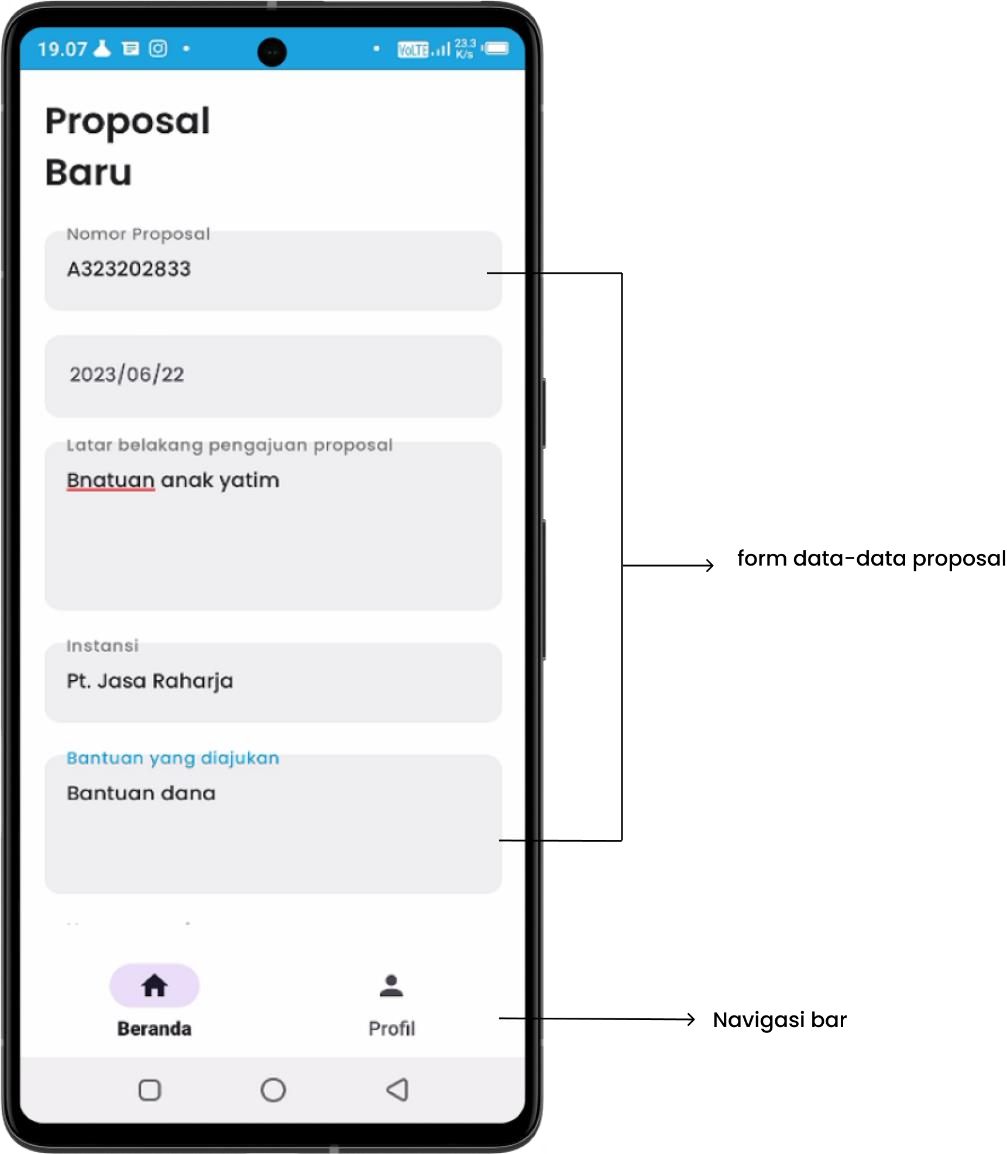 19.07
VoLTE
23.3
K/s
Proposal
Baru
Nomor Proposal
A323202833
2023/06/22
Latar belakang pengajuan proposal
Bnatuan anak yatim
form data-data proposal
Instansi
Pt. Jasa Raharja
Bantuan yang diajukan
Bantuan dana
Beranda
Profil
Navigasi bar